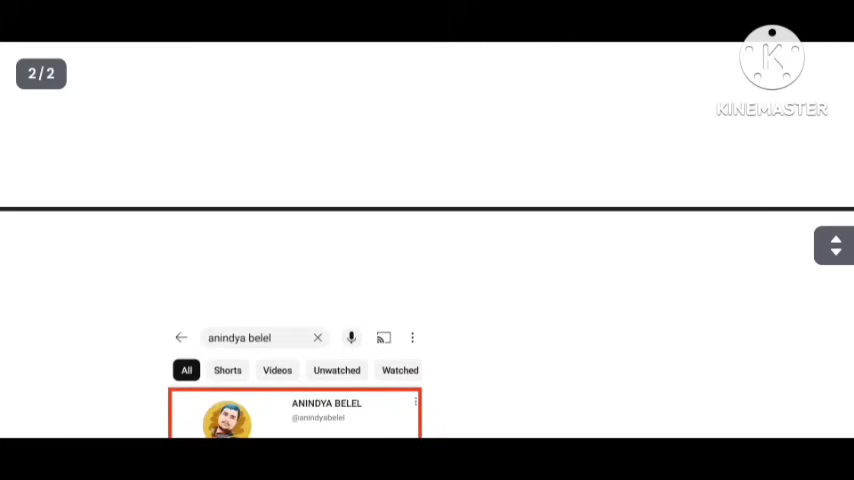 2/2
KINEMASTER
anindya belel
All Shorts Videos Unwatched Watched
ANINDYA BELEL
@anindyabelel